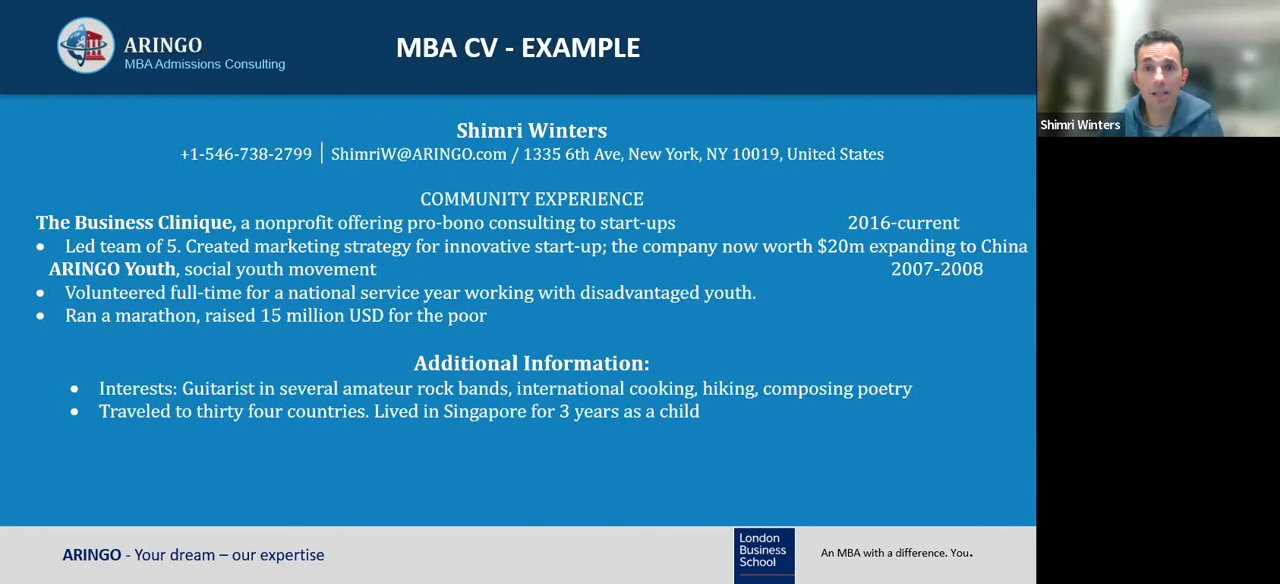 ARINGO
MBA Admissions Consulting
MBA CV - EXAMPLE
Shimri Winters
Shimri Winters
+1-546-738-2799 | ShimriW@ARINGO.com / 1335 6th Ave, New York, NY 10019, United States
COMMUNITY EXPERIENCE
The Business Clinique, a nonprofit offering pro-bono consulting to start-ups 2016-current
• Led team of 5. Created marketing strategy for innovative start-up; the company now worth $20m expanding to China
ARINGO Youth, social youth movement 2007-2008
• Volunteered full-time for a national service year working with disadvantaged youth.
• Ran a marathon, raised 15 million USD for the poor
Additional Information:
• Interests: Guitarist in several amateur rock bands, international cooking, hiking, composing poetry
• Traveled to thirty four countries. Lived in Singapore for 3 years as a child
ARINGO - Your dream – our expertise
London
Business
School
An MBA with a difference. You.